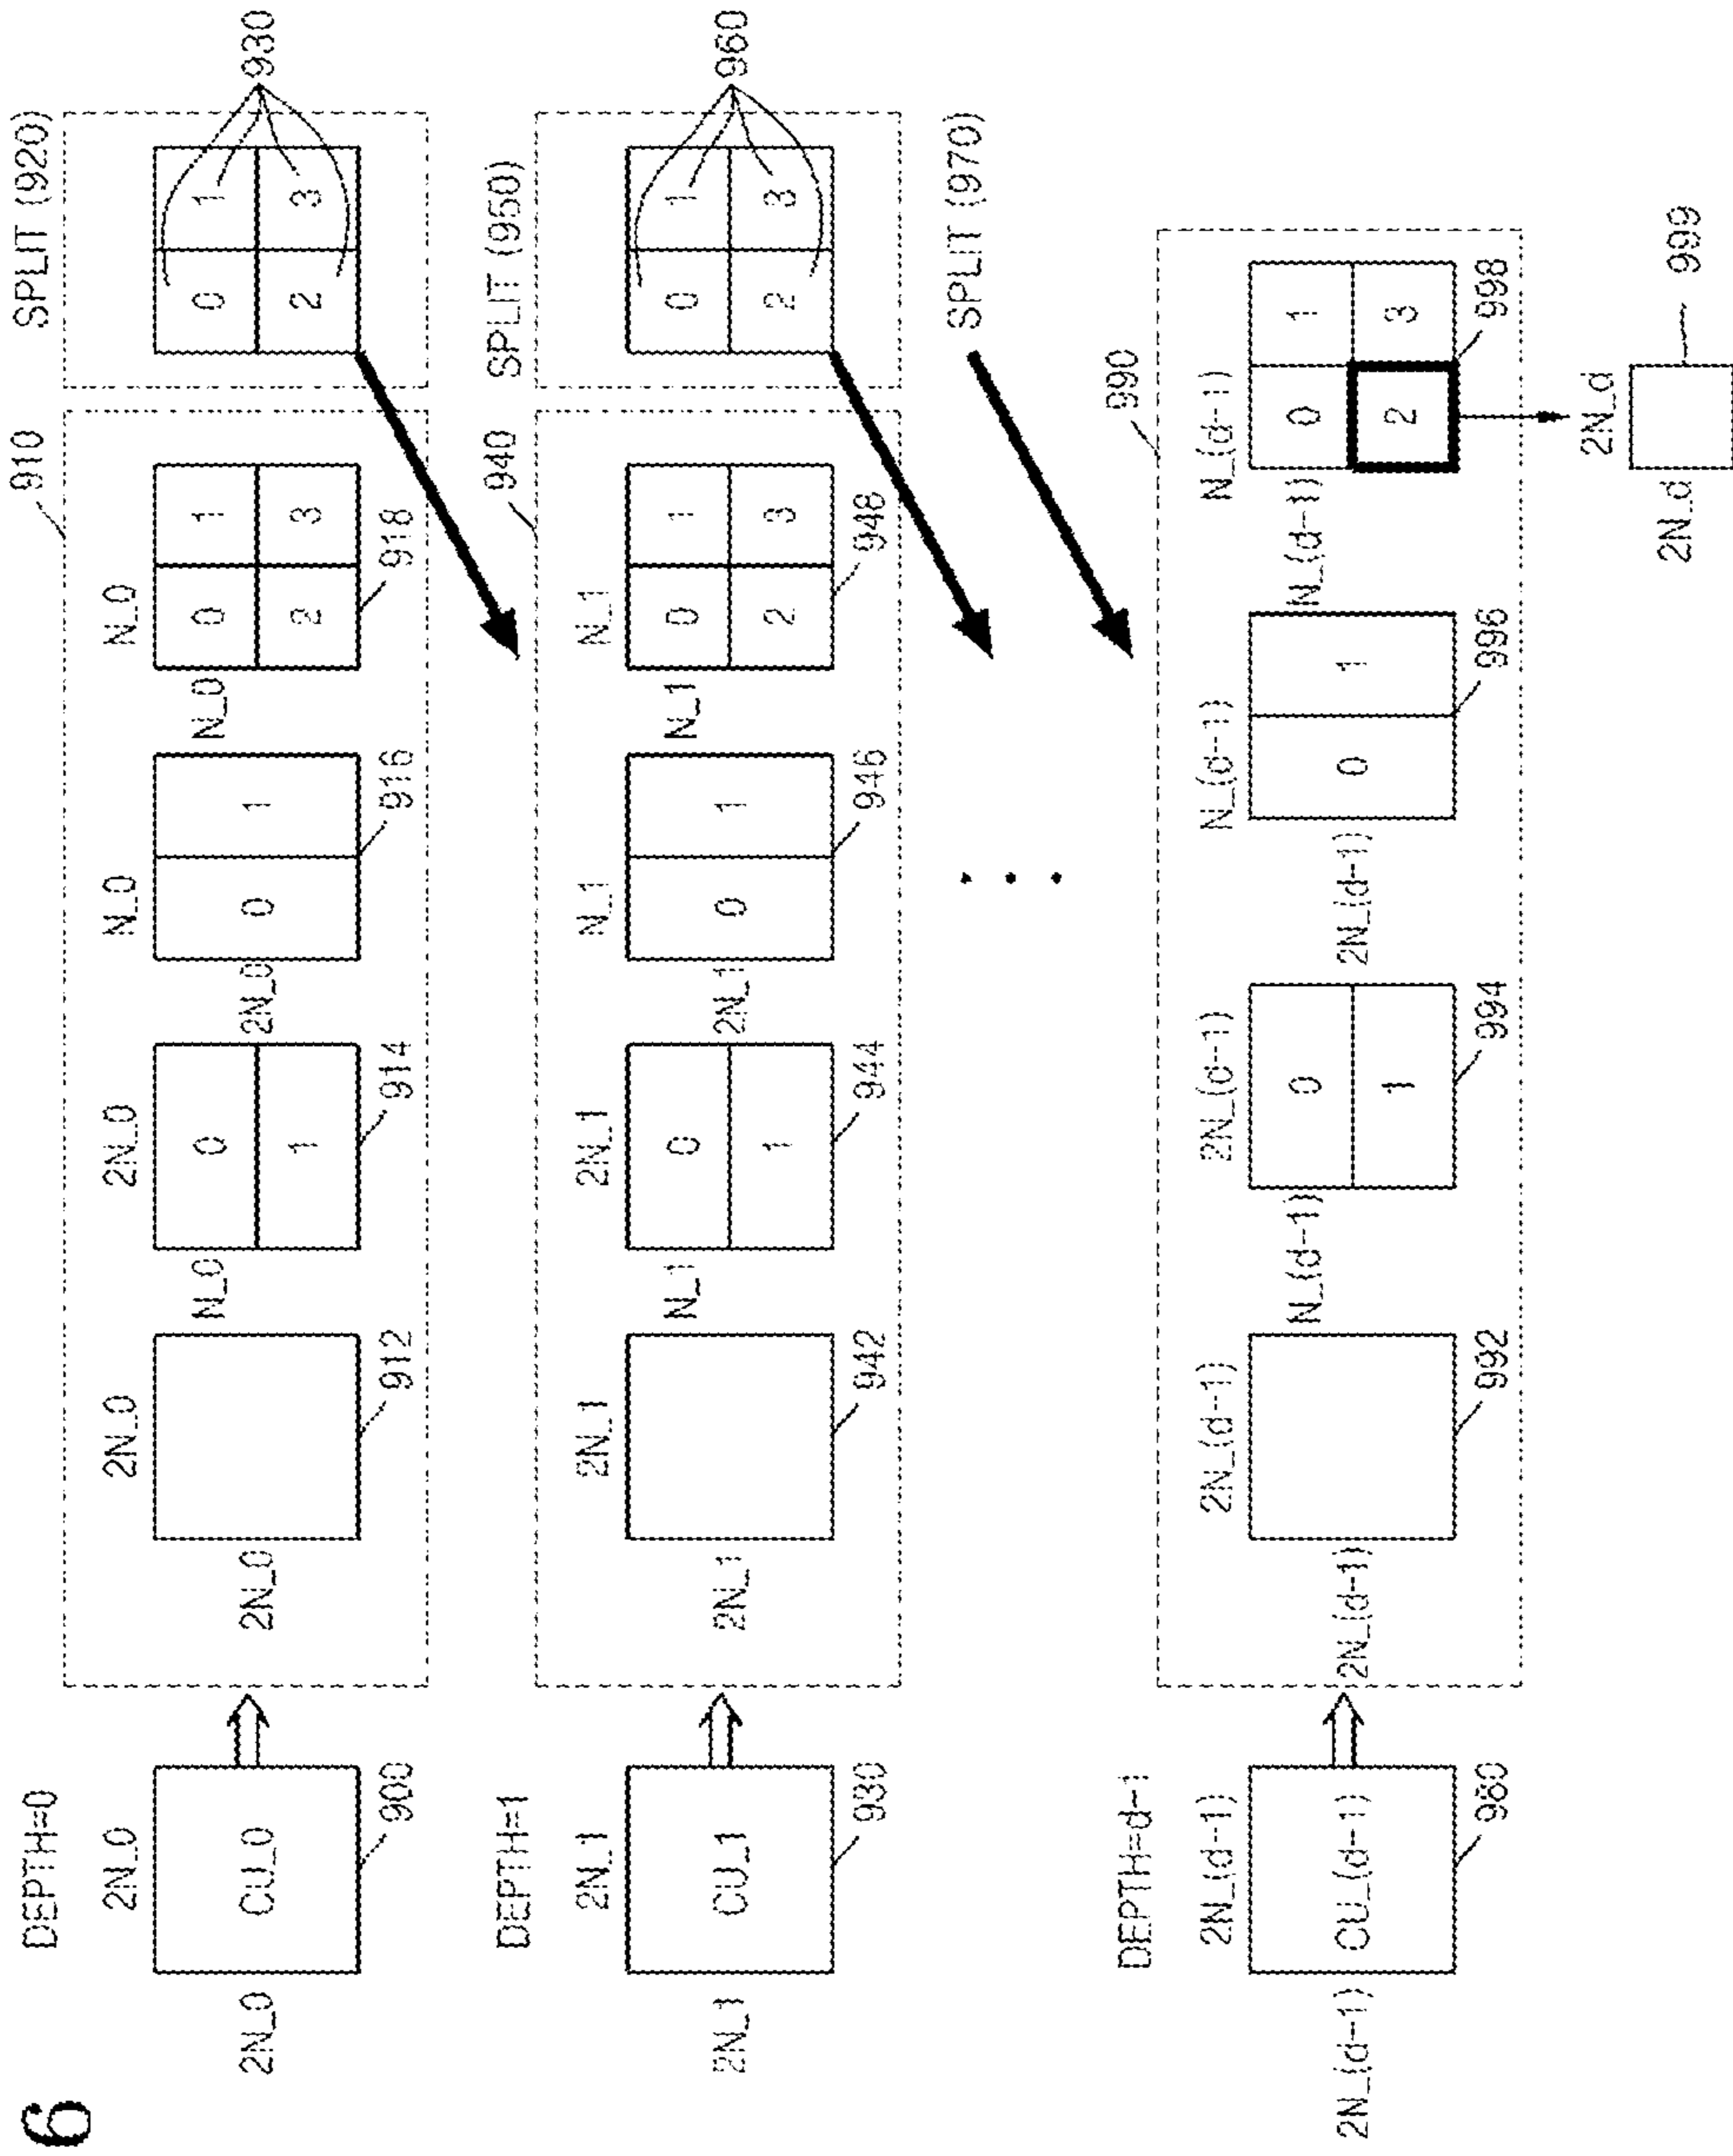 6
DEPTH=0
SPLIT (920)
910
2N_0
2N_0
2N_0
N_0
N_0
930
2N_0
CU_0
900
2N_0
912
N_0
0
1
914
2N_0
0
1
916
N_0
0
1
2
3
918
0
1
2
3
DEPTH=1
SPLIT (950)
940
2N_1
2N_1
2N_1
N_1
N_1
960
2N_1
CU_1
930
2N_1
942
N_1
0
1
944
2N_1
0
1
946
N_1
0
1
2
3
948
0
1
2
3
SPLIT (970)
DEPTH=d-1
990
2N_(d-1)
2N_(d-1)
2N_(d-1)
N_(d-1)
N_(d-1)
2N_(d-1)
CU_(d-1)
980
2N_(d-1)
992
N_(d-1)
0
1
994
2N_(d-1)
0
1
996
N_(d-1)
0
1
2
3
998
2N_d
2N_d
999